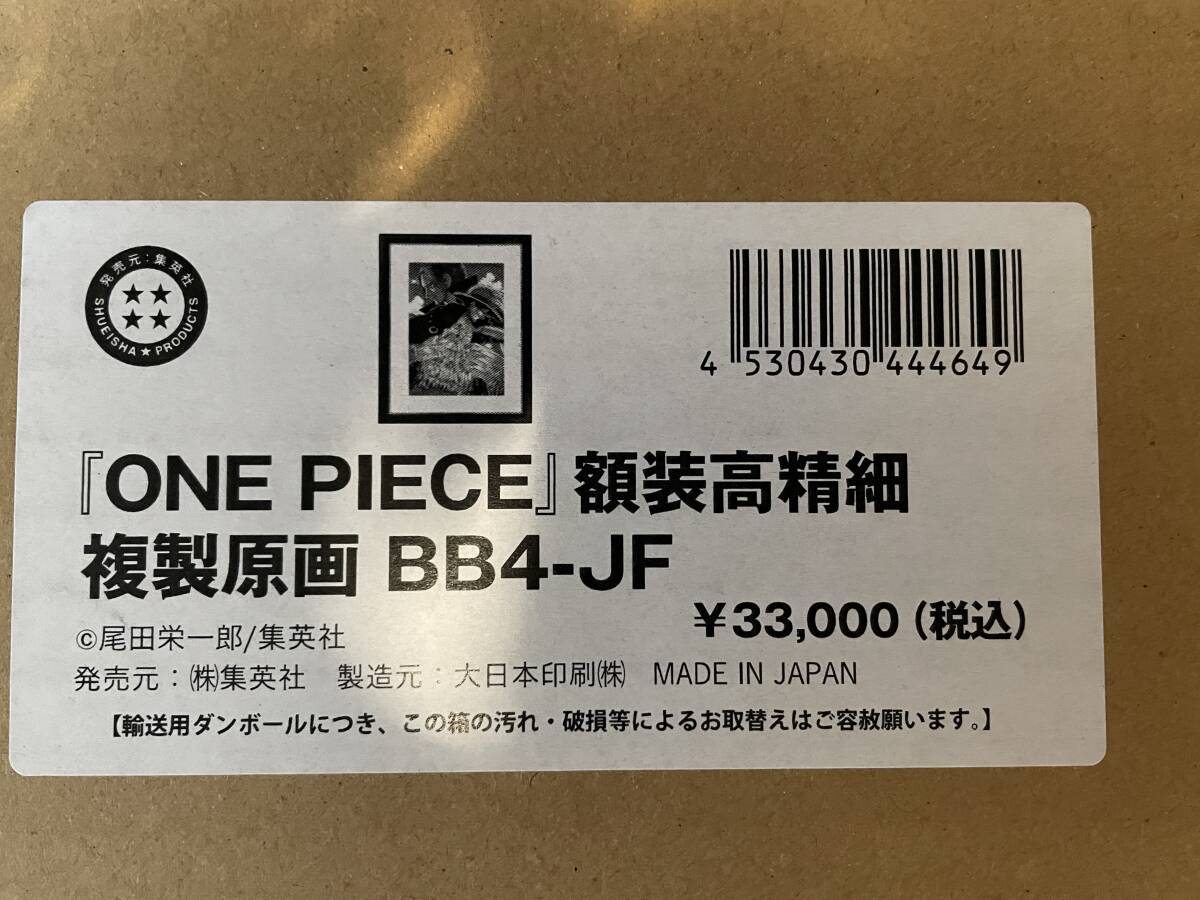 発売元:集英社
SHUEISHA★PRODUCTS
4 530430 444649
『ONE PIECE』額装高精細
複製原画 BB4-JF
¥33,000(税込)
©尾田栄一郎/集英社
発売元:㈱集英社 製造元:大日本印刷㈱ MADE IN JAPAN
【輸送用ダンボールにつき、この箱の汚れ・破損等によるお取替えはご容赦願います。】